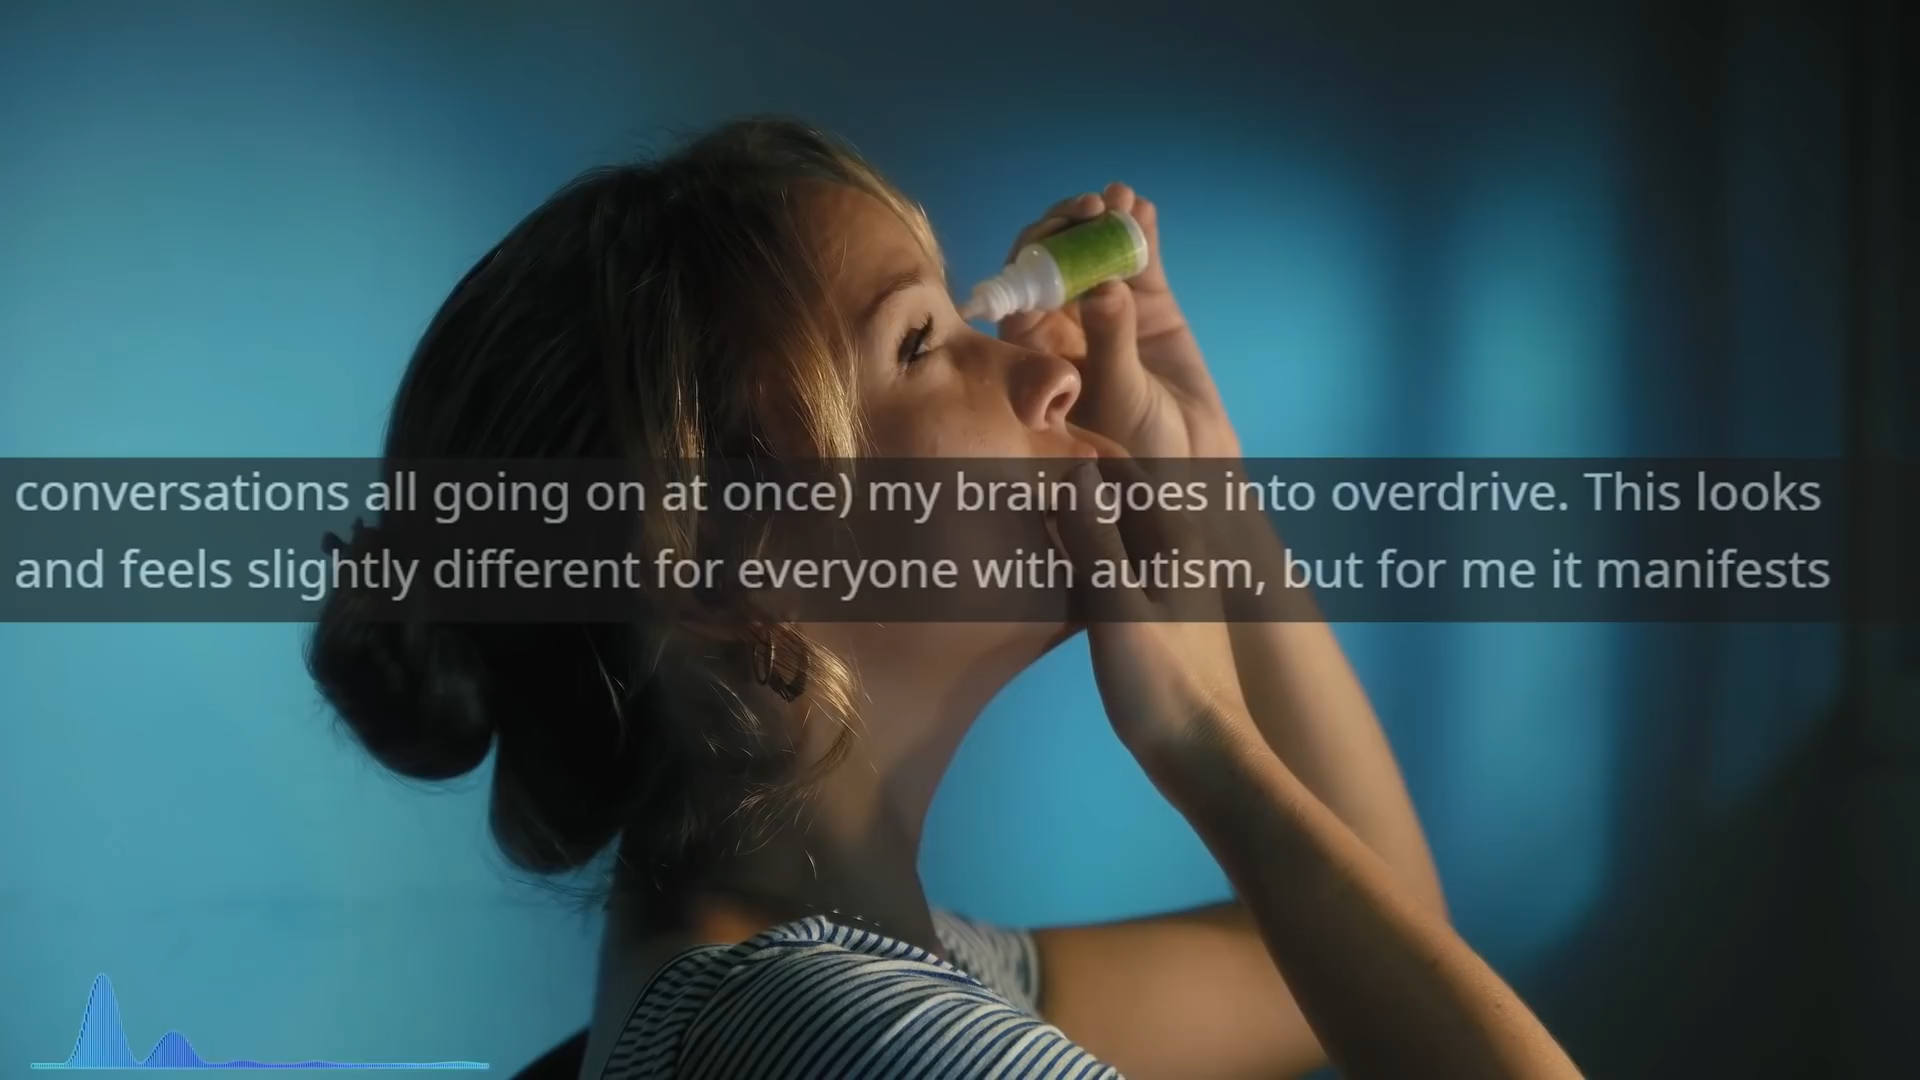 conversations all going on at once) my brain goes into overdrive. This looks
and feels slightly different for everyone with autism, but for me it manifests